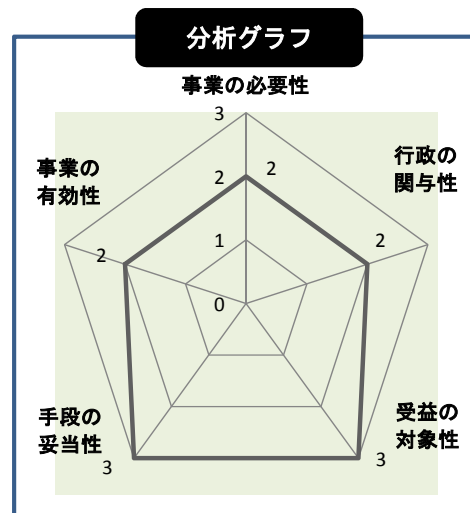 分析グラフ
事業の必要性
3
行政の
関与性
事業の
有効性
2
2
2
2
1
0
手段の
妥当性
受益の
対象性
3
3